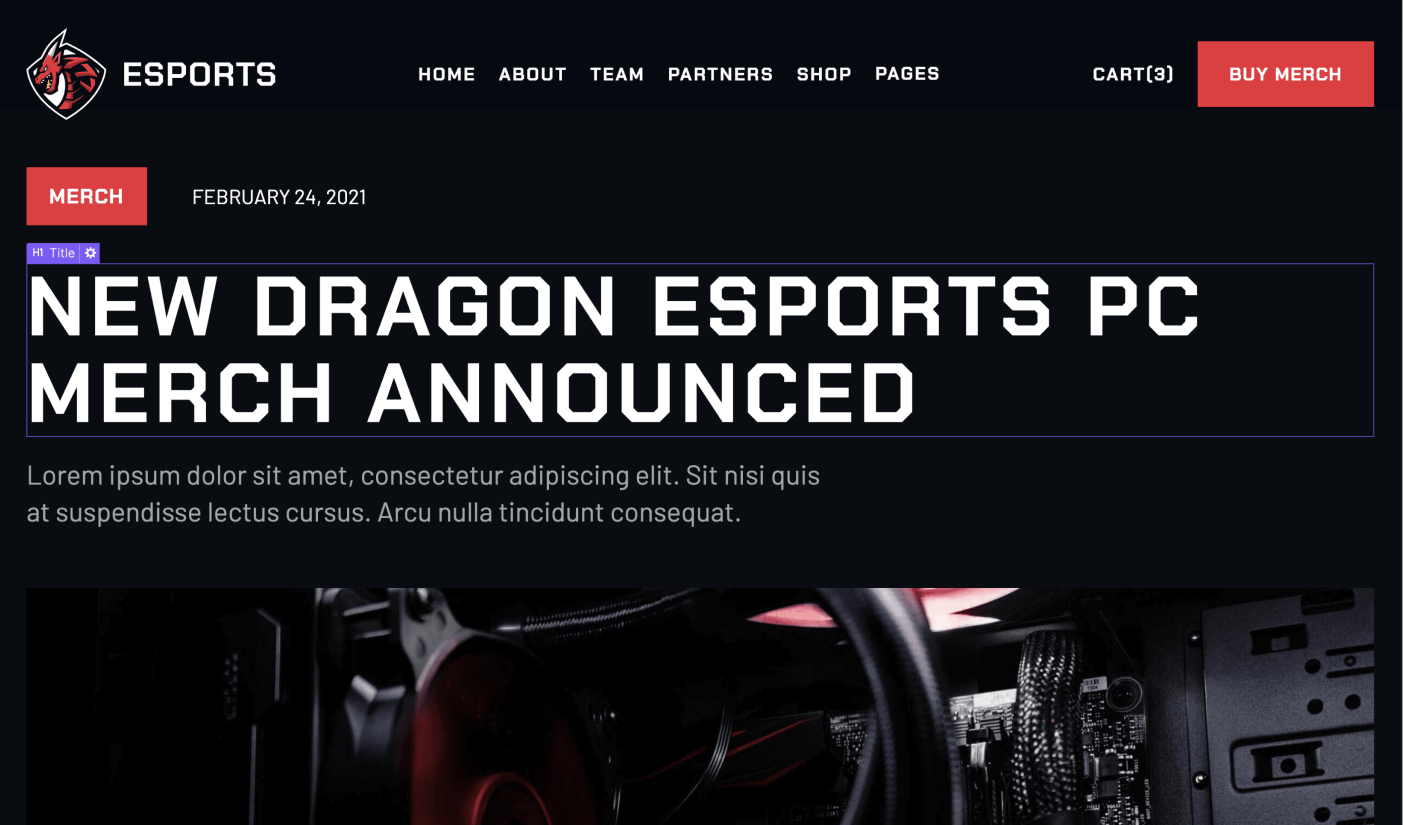 ESPORTS
HOME ABOUT TEAM PARTNERS SHOP PAGES
CART(3)
BUY MERCH
MERCH
FEBRUARY 24, 2021
H1 Title
NEW DRAGON ESPORTS PC
MERCH ANNOUNCED
Lorem ipsum dolor sit amet, consectetur adipiscing elit. Sit nisi quis
at suspendisse lectus cursus. Arcu nulla tincidunt consequat.